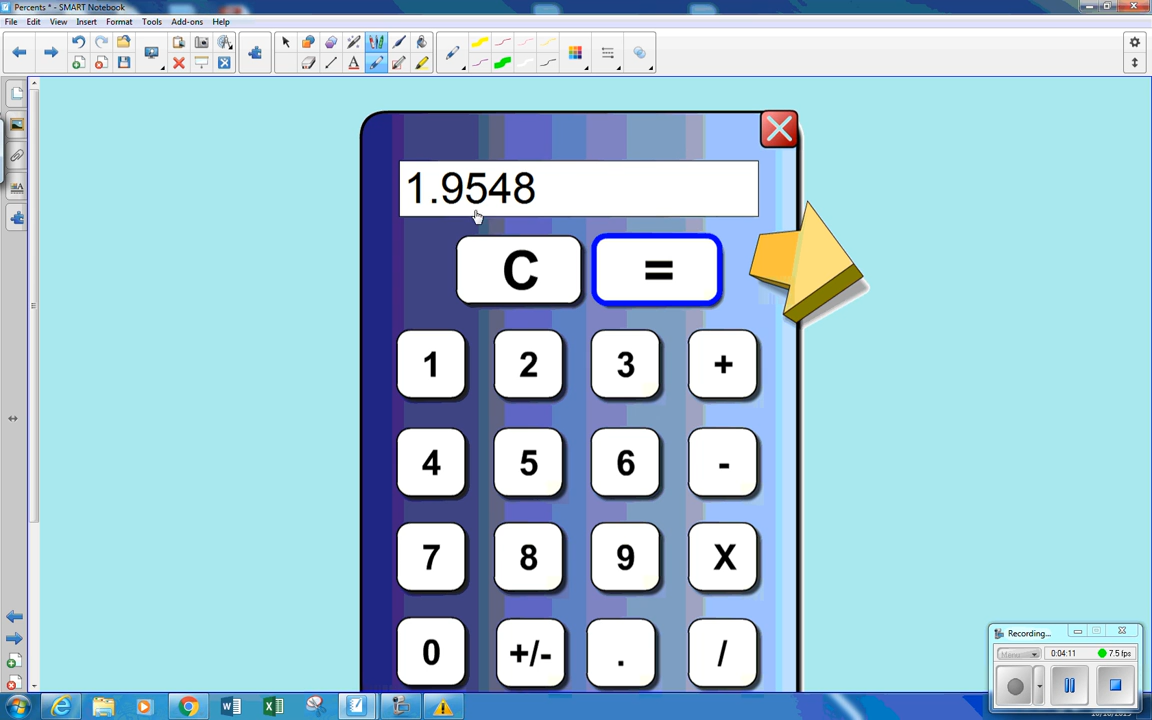 Percents * - SMART Notebook
File Edit View Insert Format Tools Add-ons Help
1.9548
C =
1 2 3 +
4 5 6 -
7 8 9 X
0 +/- . /
Recording...
Menu 0:04:11 7.5 fps